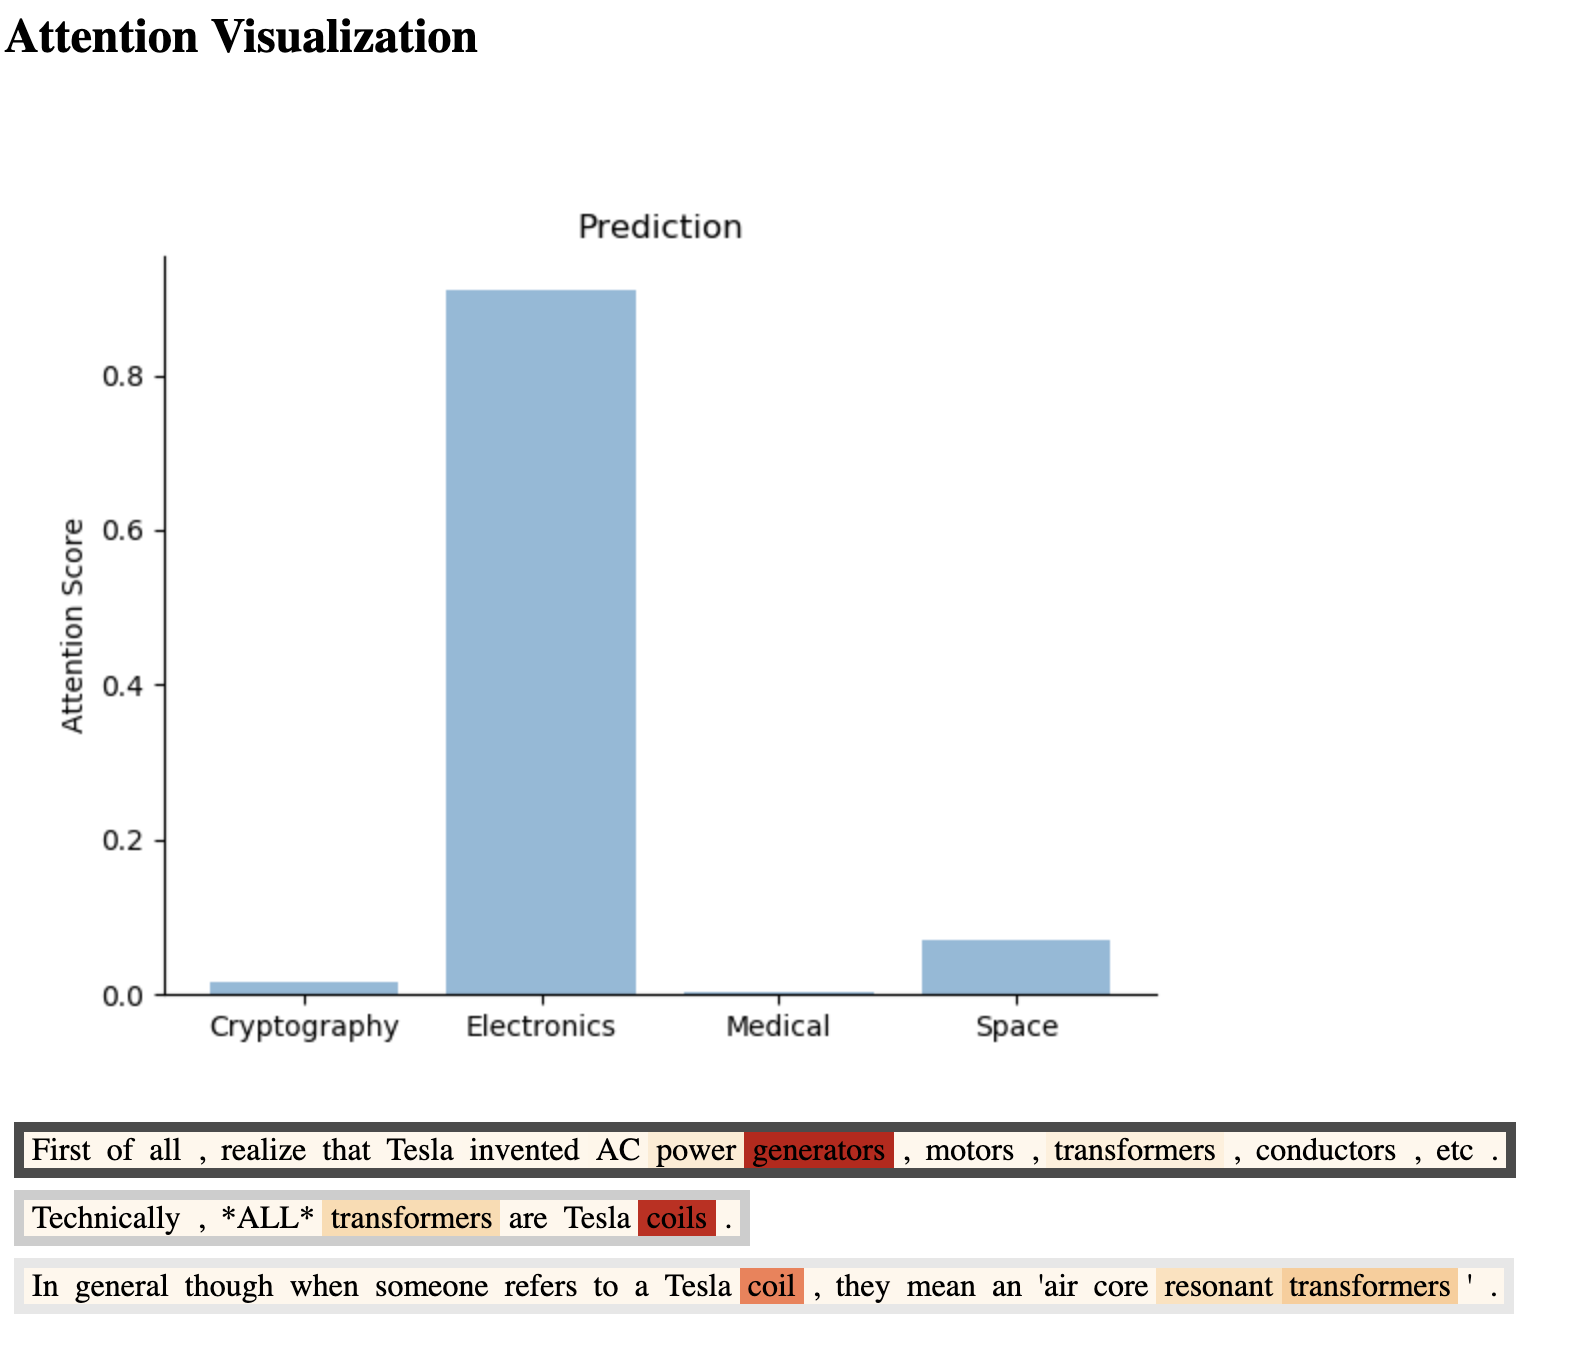 Attention Visualization
Prediction
Attention Score
0.8
0.6
0.4
0.2
0.0
Cryptography Electronics Medical Space
First of all , realize that Tesla invented AC power generators , motors , transformers , conductors , etc .
Technically , *ALL* transformers are Tesla coils .
In general though when someone refers to a Tesla coil , they mean an 'air core resonant transformers ' .